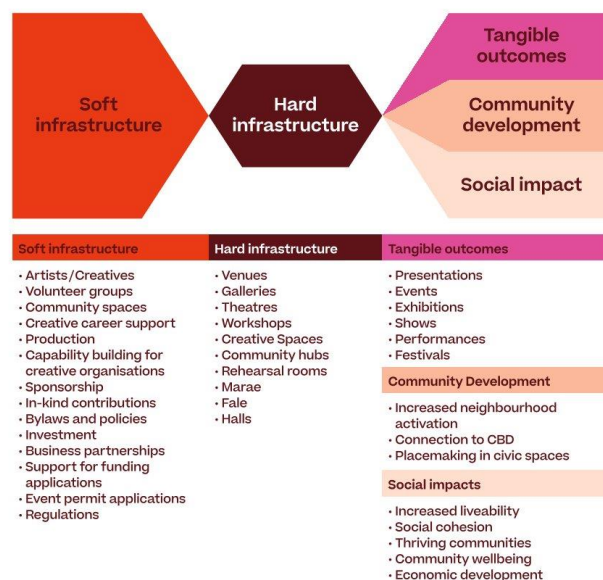 Soft
infrastructure
Hard
infrastructure
Tangible
outcomes
Community
development
Social impact
Soft infrastructure
• Artists/Creatives
• Volunteer groups
• Community spaces
• Creative career support
• Production
• Capability building for
creative organisations
• Sponsorship
• In-kind contributions
• Bylaws and policies
• Investment
• Business partnerships
• Support for funding
applications
• Event permit applications
• Regulations
Hard infrastructure
• Venues
• Galleries
• Theatres
• Workshops
• Creative Spaces
• Community hubs
• Rehearsal rooms
• Marae
• Fale
• Halls
Tangible outcomes
• Presentations
• Events
• Exhibitions
• Shows
• Performances
• Festivals
Community Development
• Increased neighbourhood
activation
• Connection to CBD
• Placemaking in civic spaces
Social impacts
• Increased liveability
• Social cohesion
• Thriving communities
• Community wellbeing
• Economic development